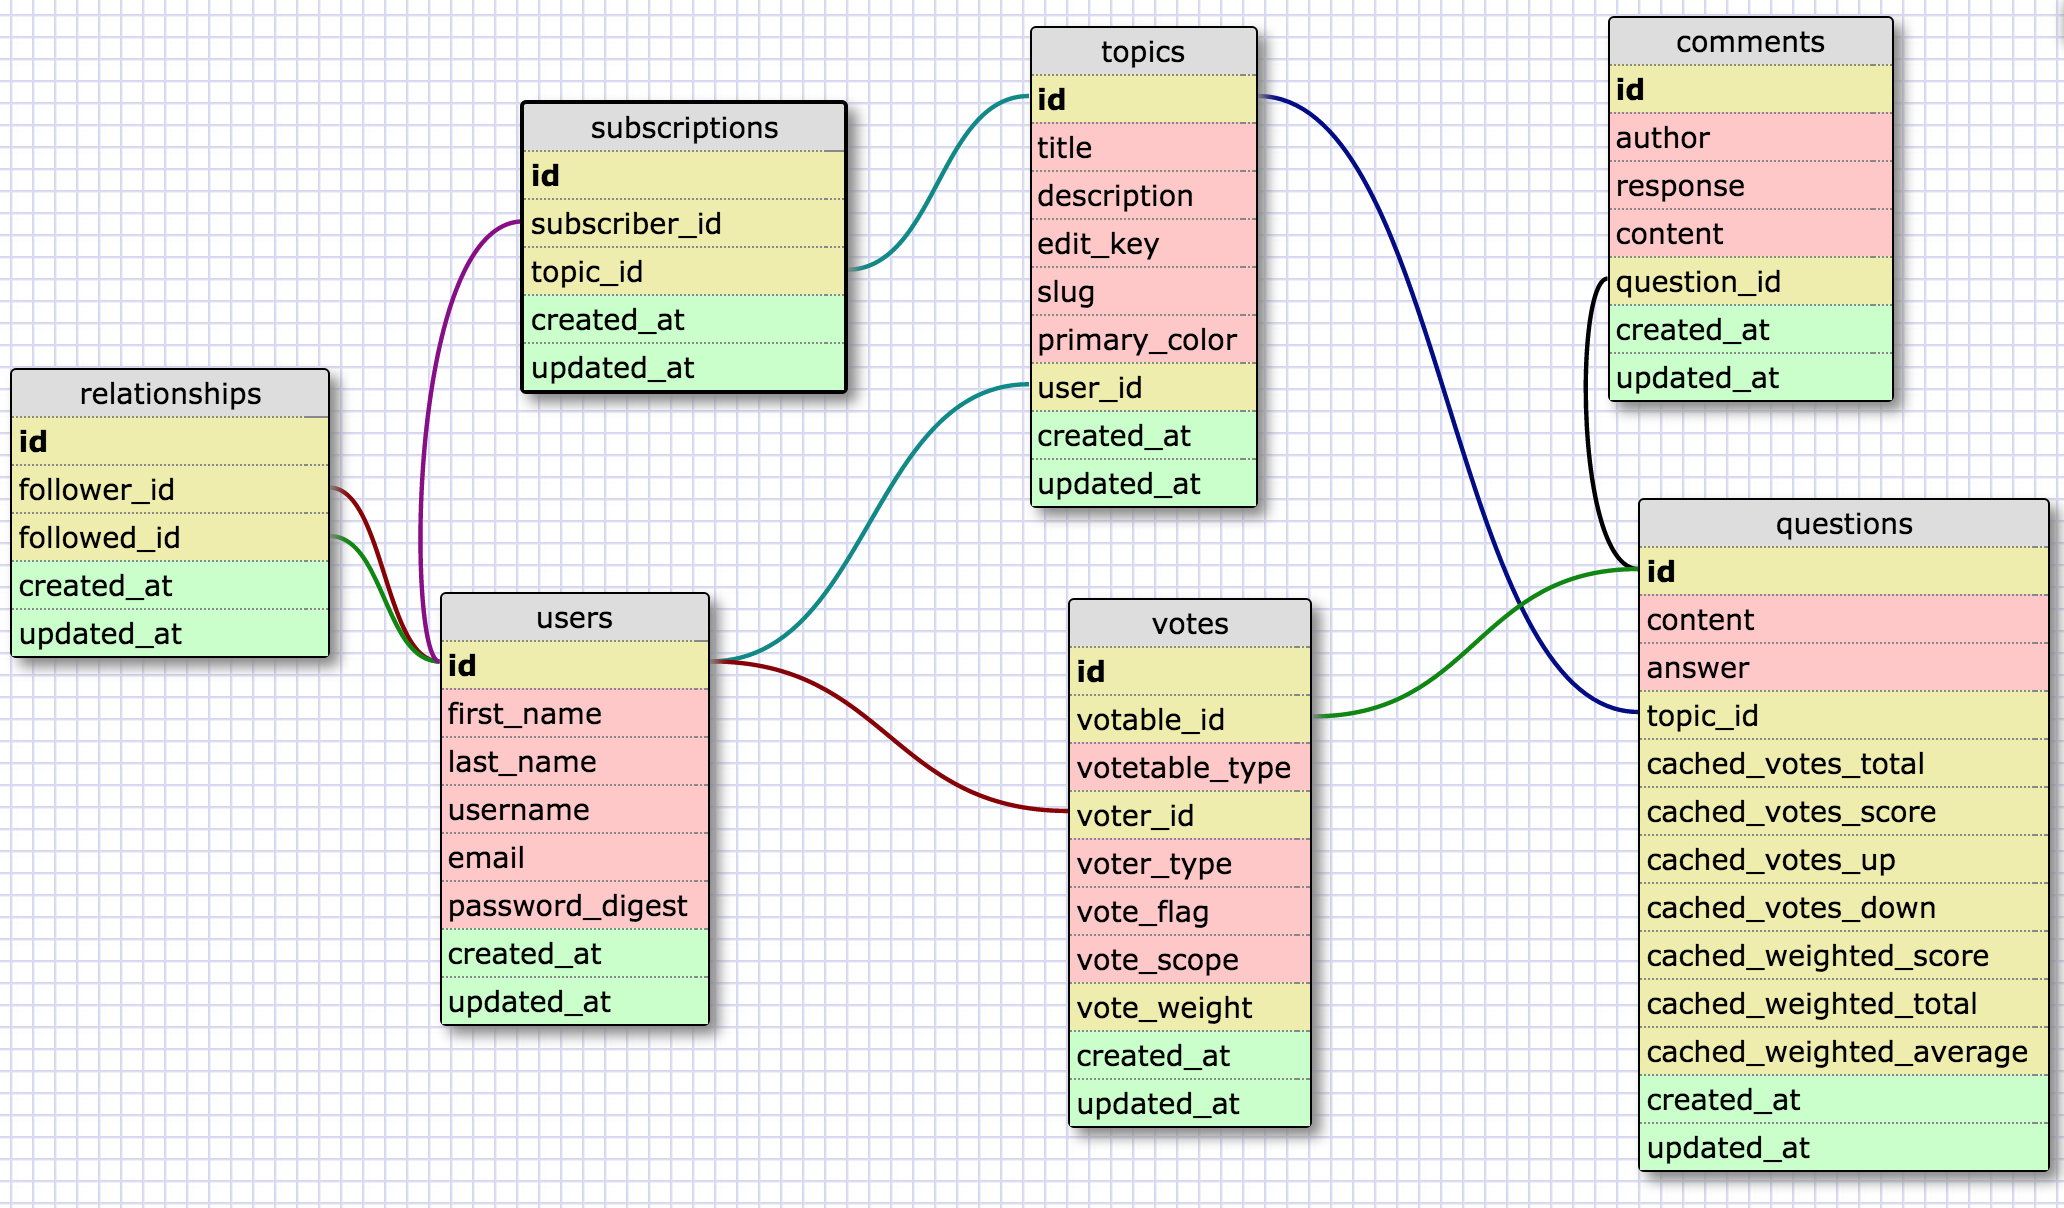 relationships
id
follower_id
followed_id
created_at
updated_at
subscriptions
id
subscriber_id
topic_id
created_at
updated_at
users
id
first_name
last_name
username
email
password_digest
created_at
updated_at
topics
id
title
description
edit_key
slug
primary_color
user_id
created_at
updated_at
votes
id
votable_id
votetable_type
voter_id
voter_type
vote_flag
vote_scope
vote_weight
created_at
updated_at
comments
id
author
response
content
question_id
created_at
updated_at
questions
id
content
answer
topic_id
cached_votes_total
cached_votes_score
cached_votes_up
cached_votes_down
cached_weighted_score
cached_weighted_total
cached_weighted_average
created_at
updated_at